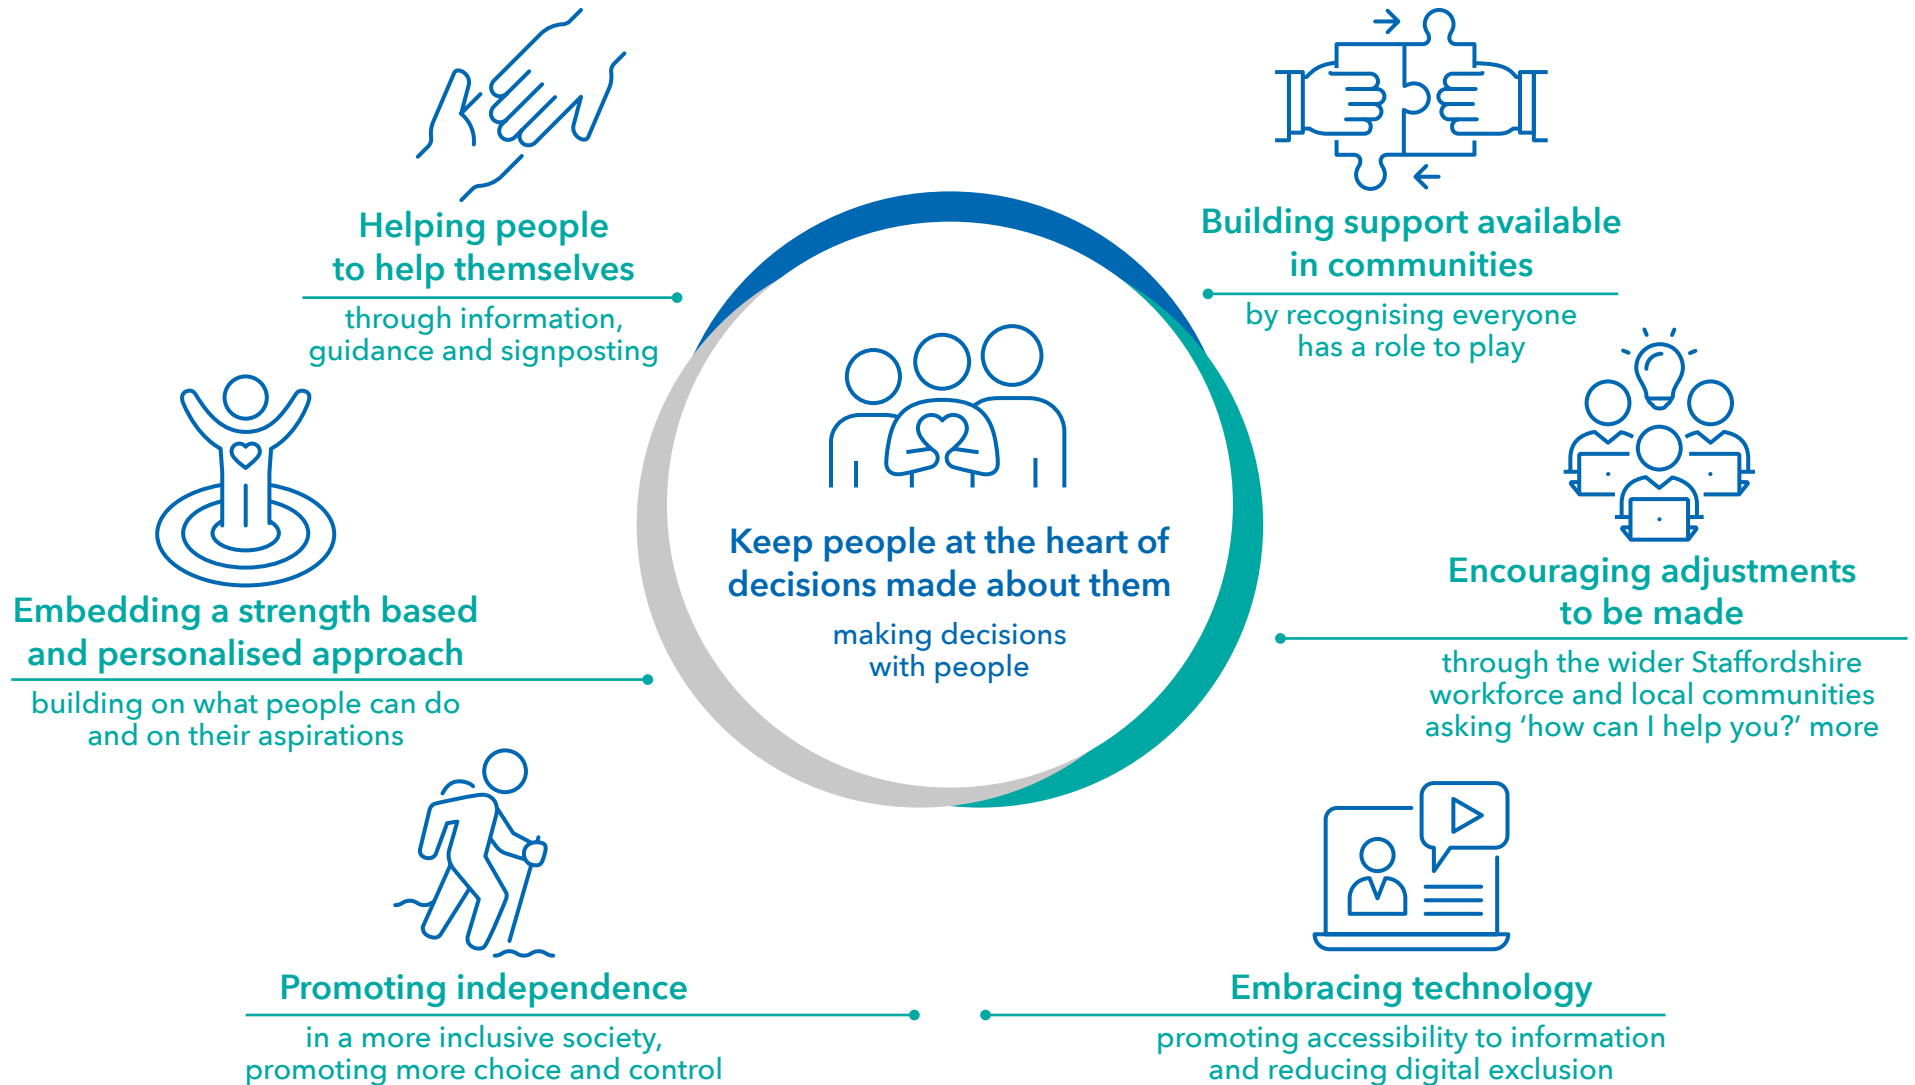 Helping people
to help themselves
through information,
guidance and signposting
Building support available
in communities
by recognising everyone
has a role to play
Keep people at the heart of
decisions made about them
making decisions
with people
Embedding a strength based
and personalised approach
building on what people can do
and on their aspirations
Encouraging adjustments
to be made
through the wider Staffordshire
workforce and local communities
asking ‘how can I help you?’ more
Promoting independence
in a more inclusive society,
promoting more choice and control
Embracing technology
promoting accessibility to information
and reducing digital exclusion